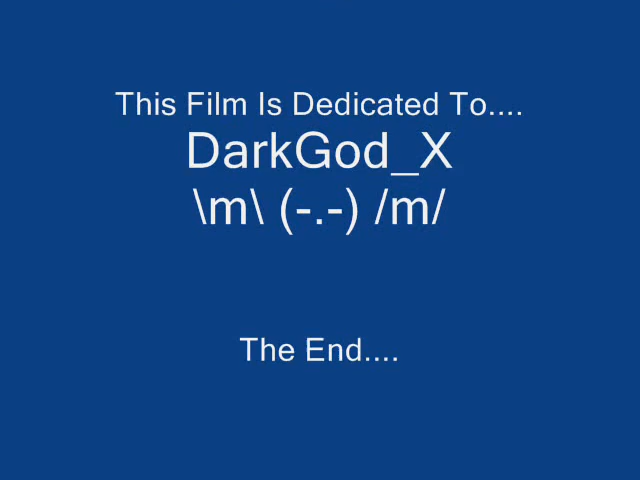 This Film Is Dedicated To....
DarkGod_X
\m\ (-.-) /m/
The End....